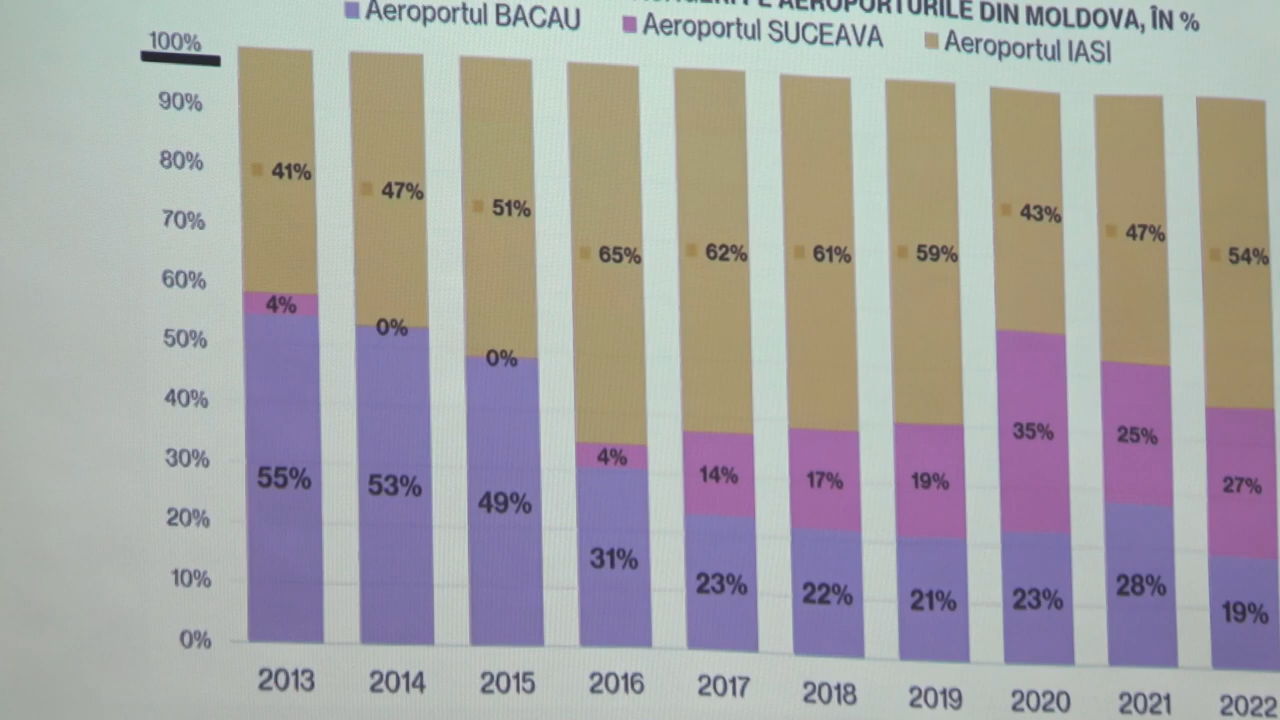 AEROPORTURILE DIN MOLDOVA, ÎN %
Aeroportul BACAU Aeroportul SUCEAVA Aeroportul IASI
100%
90%
80%
70%
60%
50%
40%
30%
20%
10%
0%
41% 47% 51% 65% 62% 61% 59% 43% 47% 54%
4% 0% 0% 4% 14% 17% 19% 35% 25% 27%
55% 53% 49% 31% 23% 22% 21% 23% 28% 19%
2013 2014 2015 2016 2017 2018 2019 2020 2021 2022